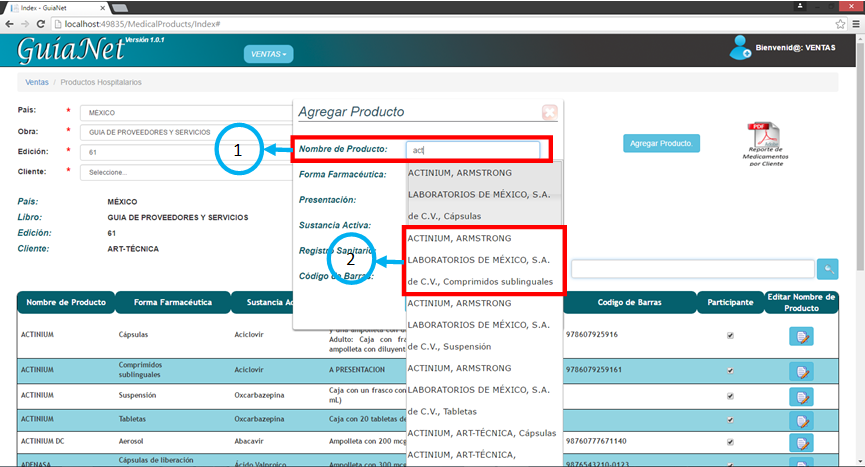 Index - GuiaNet
localhost:49835/MedicalProducts/Index#
GuíaNet Versión 1.0.1
VENTAS
Bienvenid@: VENTAS
Ventas / Productos Hospitalarios
País: * MÉXICO
Obra: * GUIA DE PROVEEDORES Y SERVICIOS
Edición: * 61
Cliente: * Seleccione...
País: MÉXICO
Libro: GUIA DE PROVEEDORES Y SERVICIOS
Edición: 61
Cliente: ART-TÉCNICA
Agregar Producto
1
Nombre de Producto: act
Forma Farmacéutica:
Presentación:
Sustancia Activa:
Registro Sanitario:
2
Código de Barras:
ACTINIUM, ARMSTRONG
LABORATORIOS DE MÉXICO, S.A.
de C.V., Cápsulas
ACTINIUM, ARMSTRONG
LABORATORIOS DE MÉXICO, S.A.
de C.V., Comprimidos sublinguales
ACTINIUM, ARMSTRONG
LABORATORIOS DE MÉXICO, S.A.
de C.V., Suspensión
ACTINIUM, ARMSTRONG
LABORATORIOS DE MÉXICO, S.A.
de C.V., Tabletas
ACTINIUM, ART-TÉCNICA, Cápsulas
ACTINIUM, ART-TÉCNICA,
Agregar Producto.
PDF
Adobe
Reporte de
Medicamentos
por Cliente
Nombre de Producto Forma Farmacéutica Sustancia Ac Codigo de Barras Participante Editar Nombre de
Producto
ACTINIUM Cápsulas Aciclovir
y una ampolleta con d
Adulto: Caja con fra
ampolleta con diluyent
978607925916
ACTINIUM Comprimidos
sublinguales Aciclovir A PRESENTACION 9786079259161
ACTINIUM Suspensión Oxcarbazepina Caja con un frasco con
mL)
ACTINIUM Tabletas Oxcarbazepina Caja con 20 tabletas de
ACTINIUM DC Aerosol Abacavir Ampolleta con 200 mcg 98760777671140
ADENASA Cápsulas de liberación Ácido Valproico Ampolleta con 300 mcg 9876543210-0123